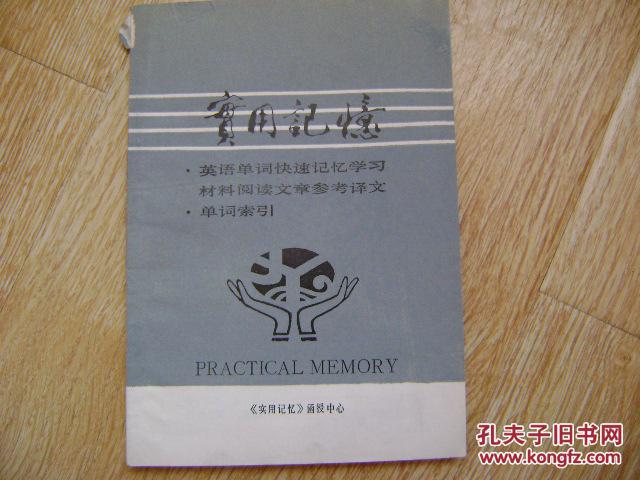 實用記憶
·英语单词快速记忆学习
材料阅读文章参考译文
·单词索引
PRACTICAL MEMORY
《实用记忆》函授中心
孔夫子旧书网
www.kongfz.com